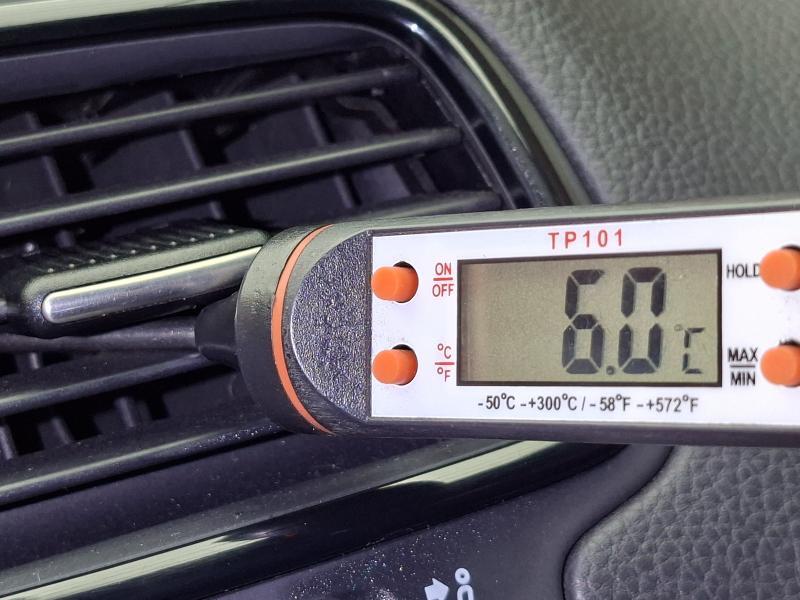 TP101
ON
OFF
HOLD
6.0 °C
°C
°F
MAX
MIN
-50°C -+300°C / -58°F -+572°F